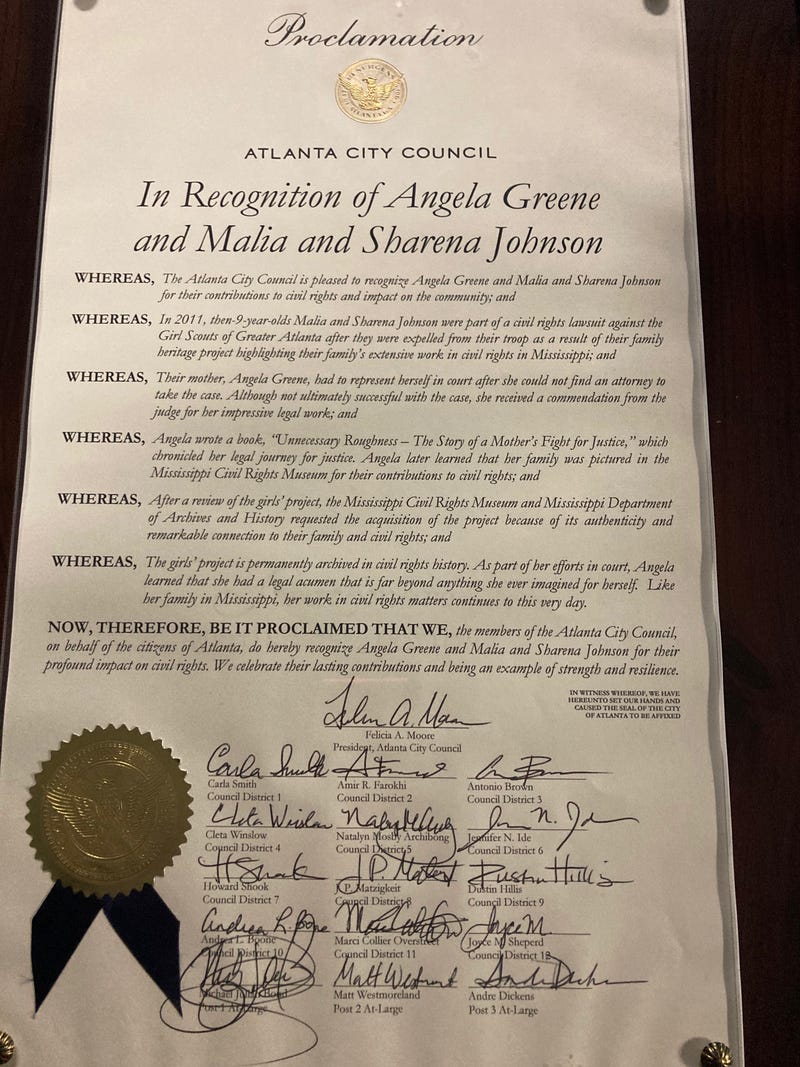 Proclamation
ATLANTA CITY COUNCIL
In Recognition of Angela Greene
and Malia and Sharena Johnson
WHEREAS, The Atlanta City Council is pleased to recognize Angela Greene and Malia and Sharena Johnson
for their contributions to civil rights and impact on the community; and
WHEREAS, In 2011, then-9-year-olds Malia and Sharena Johnson were part of a civil rights lawsuit against the
Girl Scouts of Greater Atlanta after they were expelled from their troop as a result of their family
heritage project highlighting their family's extensive work in civil rights in Mississippi; and
WHEREAS, Their mother, Angela Greene, had to represent herself in court after she could not find an attorney to
take the case. Although not ultimately successful with the case, she received a commendation from the
judge for her impressive legal work; and
WHEREAS, Angela wrote a book, "Unnecessary Roughness – The Story of a Mother's Fight for Justice," which
chronicled her legal journey for justice. Angela later learned that her family was pictured in the
Mississippi Civil Rights Museum for their contributions to civil rights; and
WHEREAS, After a review of the girls' project, the Mississippi Civil Rights Museum and Mississippi Department
of Archives and History requested the acquisition of the project because of its authenticity and
remarkable connection to their family and civil rights; and
WHEREAS, The girls' project is permanently archived in civil rights history. As part of her efforts in court, Angela
learned that she had a legal acumen that is far beyond anything she ever imagined for herself. Like
her family in Mississippi, her work in civil rights matters continues to this very day.
NOW, THEREFORE, BE IT PROCLAIMED THAT WE, the members of the Atlanta City Council,
on behalf of the citizens of Atlanta, do hereby recognize Angela Greene and Malia and Sharena Johnson for their
profound impact on civil rights. We celebrate their lasting contributions and being an example of strength and resilience.
IN WITNESS WHEREOF, WE HAVE
HEREUNTO SET OUR HANDS AND
CAUSED THE SEAL OF THE CITY
OF ATLANTA TO BE AFFIXED
Felicia A. Moore
President, Atlanta City Council
Carla Smith
Carla Smith
Council District 1
Amir R. Farokhi
Council District 2
Antonio Brown
Council District 3
Cleta Winslow
Cleta Winslow
Council District 4
Natalyn Mosby Archibong
Council District 5
Jennifer N. Ide
Council District 6
Howard Shook
Council District 7
J.P. Matzigkeit
Council District 8
Dustin Hillis
Dustin Hillis
Council District 9
Andrea L. Boone
Andrea L. Boone
Council District 10
Marci Collier Overstreet
Council District 11
Joyce M.
Joyce M. Sheperd
Council District 12
Michael Julian Bond
Post 1 At-Large
Matt Westmoreland
Post 2 At-Large
Andre Dickens
Andre Dickens
Post 3 At-Large